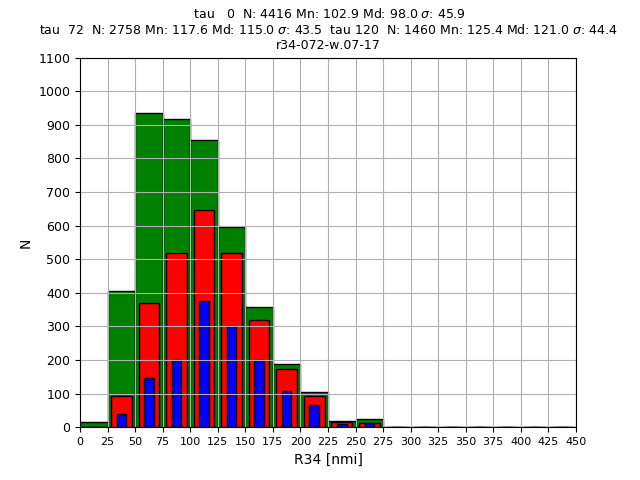 tau   0  N: 4416 Mn: 102.9 Md: 98.0 σ: 45.9
tau  72  N: 2758 Mn: 117.6 Md: 115.0 σ: 43.5  tau 120  N: 1460 Mn: 125.4 Md: 121.0 σ: 44.4
r34-072-w.07-17
1100
1000
900
800
700
600
500
400
300
200
100
0
N
0 25 50 75 100 125 150 175 200 225 250 275 300 325 350 375 400 425 450
R34 [nmi]